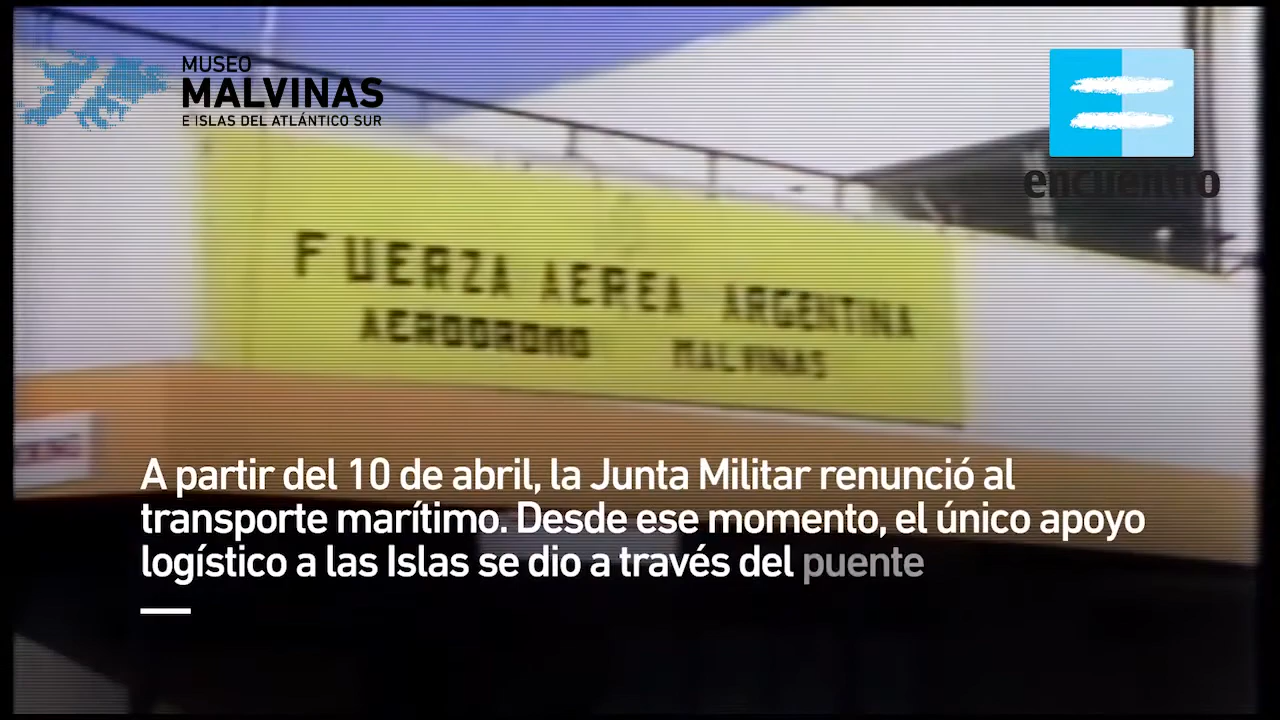 MUSEO
MALVINAS
E ISLAS DEL ATLÁNTICO SUR
encuentro
FUERZA AEREA ARGENTINA
AERODROMO MALVINAS
A partir del 10 de abril, la Junta Militar renunció al
transporte marítimo. Desde ese momento, el único apoyo
logístico a las Islas se dio a través del puente